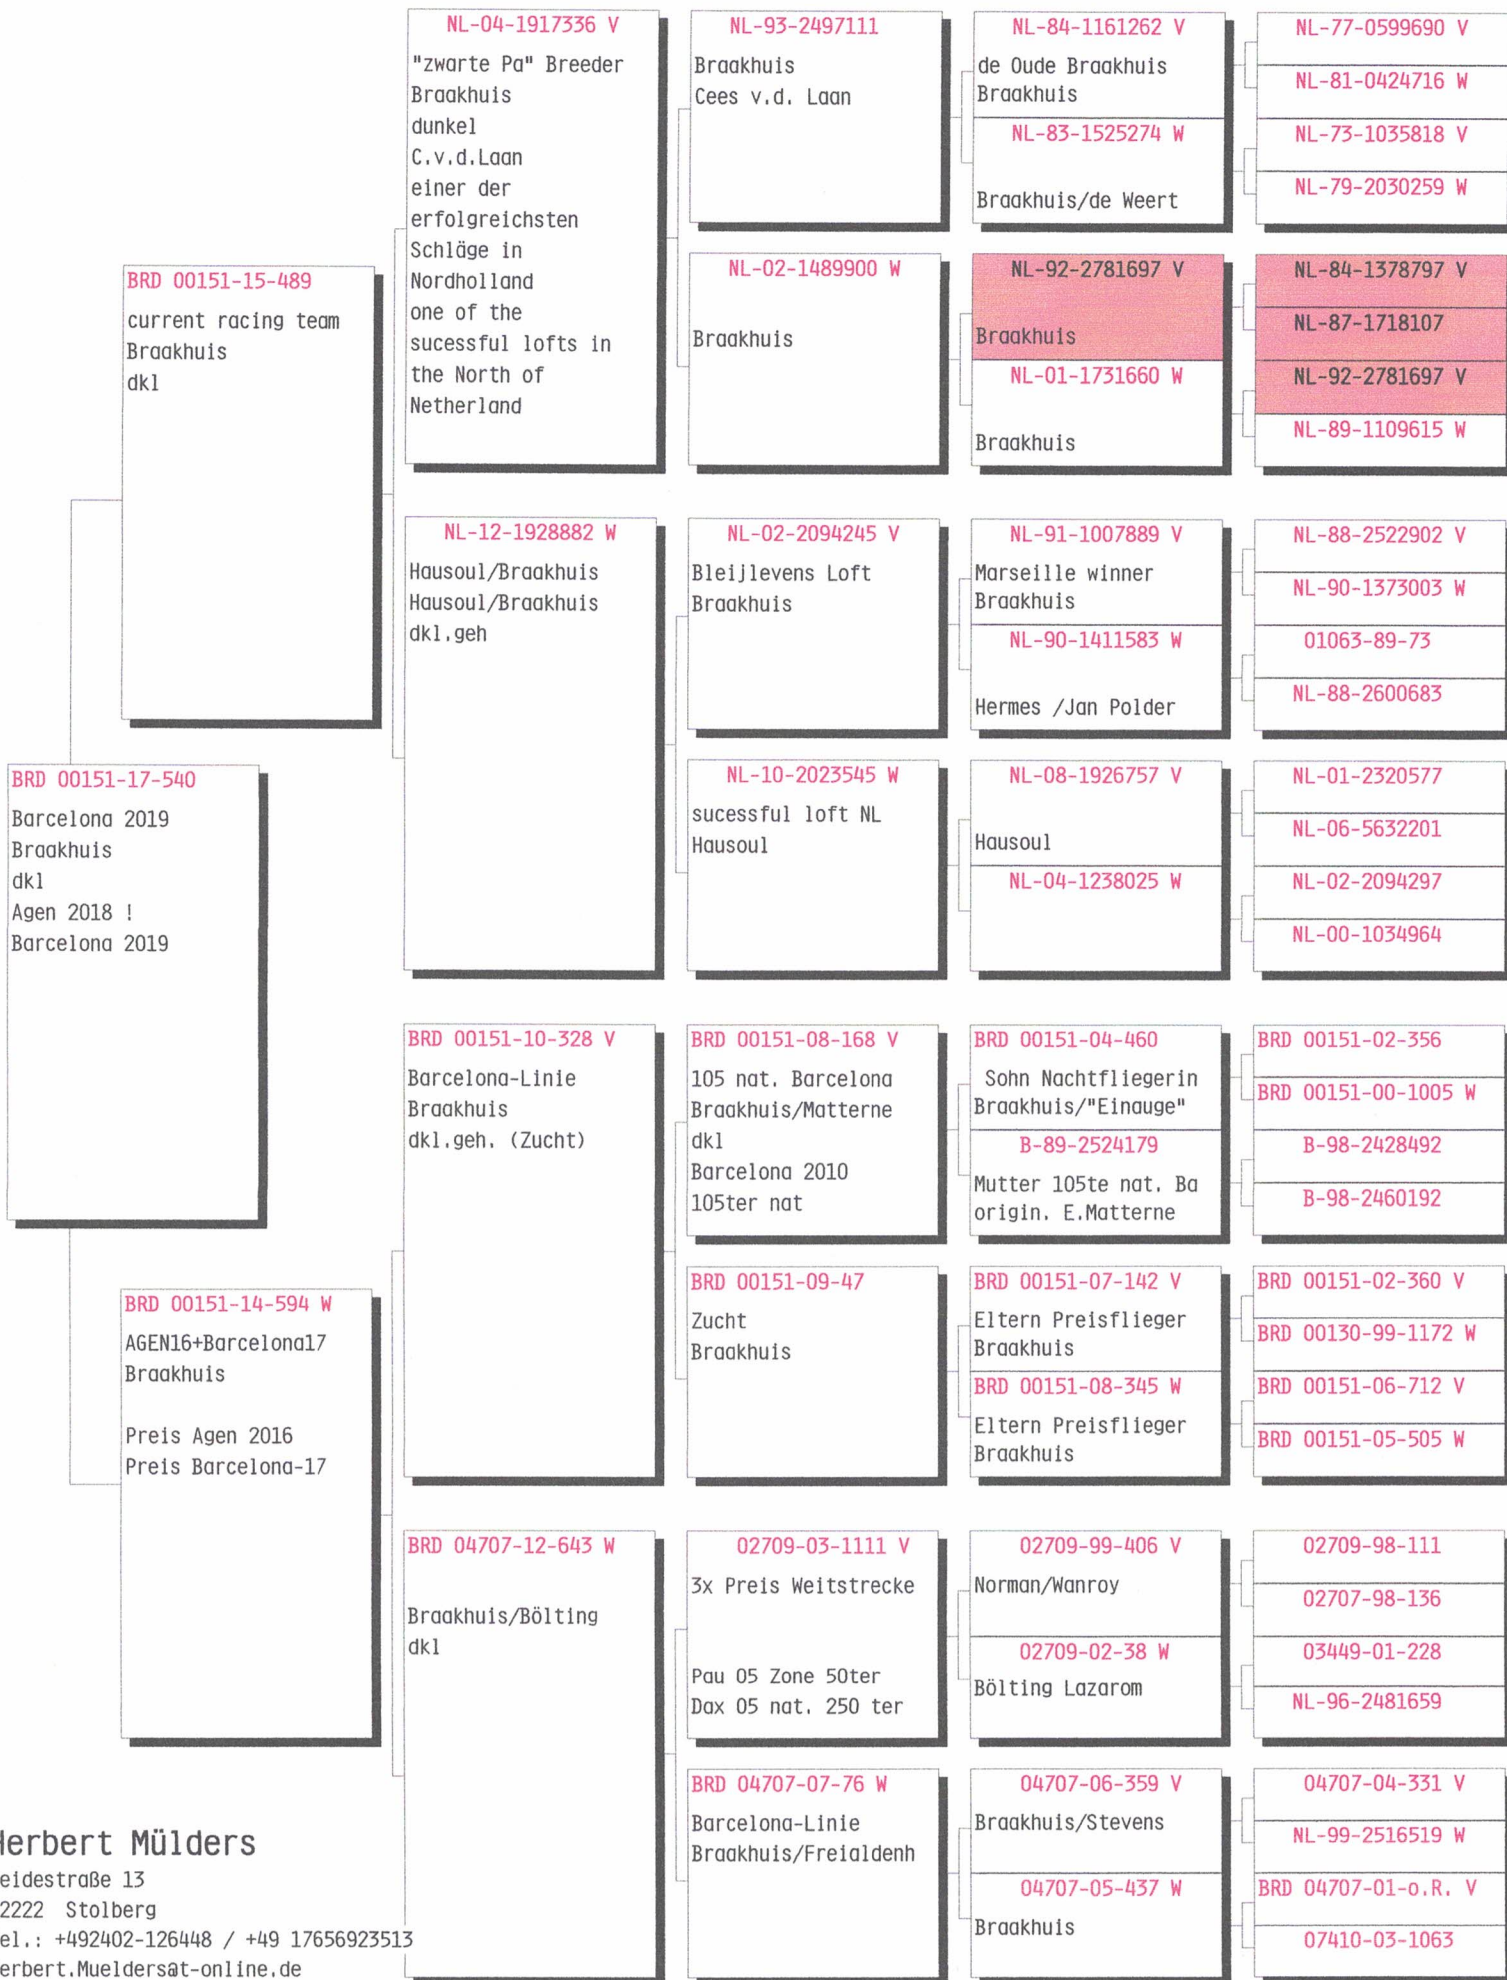 BRD 00151-17-540
Barcelona 2019
Braakhuis
dkl
Agen 2018 !
Barcelona 2019
BRD 00151-15-489
current racing team
Braakhuis
dkl
BRD 00151-14-594 W
AGEN16+Barcelona17
Braakhuis
Preis Agen 2016
Preis Barcelona-17
NL-04-1917336 V
"zwarte Pa" Breeder
Braakhuis
dunkel
C.v.d.Laan
einer der
erfolgreichsten
Schläge in
Nordholland
one of the
sucessful lofts in
the North of
Netherland
NL-12-1928882 W
Hausoul/Braakhuis
Hausoul/Braakhuis
dkl.geh
BRD 00151-10-328 V
Barcelona-Linie
Braakhuis
dkl.geh. (Zucht)
BRD 04707-12-643 W
Braakhuis/Bölting
dkl
NL-93-2497111
Braakhuis
Cees v.d. Laan
NL-02-1489900 W
Braakhuis
NL-02-2094245 V
Bleijlevens Loft
Braakhuis
NL-10-2023545 W
sucessful loft NL
Hausoul
BRD 00151-08-168 V
105 nat. Barcelona
Braakhuis/Matterne
dkl
Barcelona 2010
105ter nat
BRD 00151-09-47
Zucht
Braakhuis
02709-03-1111 V
3x Preis Weitstrecke
Pau 05 Zone 50ter
Dax 05 nat. 250 ter
BRD 04707-07-76 W
Barcelona-Linie
Braakhuis/Freialdenh
NL-84-1161262 V
de Oude Braakhuis
Braakhuis
NL-83-1525274 W
Braakhuis/de Weert
NL-92-2781697 V
Braakhuis
NL-01-1731660 W
Braakhuis
NL-91-1007889 V
Marseille winner
Braakhuis
NL-90-1411583 W
Hermes /Jan Polder
NL-08-1926757 V
Hausoul
NL-04-1238025 W
BRD 00151-04-460
Sohn Nachtfliegerin
Braakhuis/"Einauge"
B-89-2524179
Mutter 105te nat. Ba
origin. E.Matterne
BRD 00151-07-142 V
Eltern Preisflieger
Braakhuis
BRD 00151-08-345 W
Eltern Preisflieger
Braakhuis
02709-99-406 V
Norman/Wanroy
02709-02-38 W
Bölting Lazarom
04707-06-359 V
Braakhuis/Stevens
04707-05-437 W
Braakhuis
NL-77-0599690 V
NL-81-0424716 W
NL-73-1035818 V
NL-79-2030259 W
NL-84-1378797 V
NL-87-1718107
NL-92-2781697 V
NL-89-1109615 W
NL-88-2522902 V
NL-90-1373003 W
01063-89-73
NL-88-2600683
NL-01-2320577
NL-06-5632201
NL-02-2094297
NL-00-1034964
BRD 00151-02-356
BRD 00151-00-1005 W
B-98-2428492
B-98-2460192
BRD 00151-02-360 V
BRD 00130-99-1172 W
BRD 00151-06-712 V
BRD 00151-05-505 W
02709-98-111
02707-98-136
03449-01-228
NL-96-2481659
04707-04-331 V
NL-99-2516519 W
BRD 04707-01-o.R. V
07410-03-1063
Herbert Mülders
eidestraße 13
2222 Stolberg
el.: +492402-126448 / +49 17656923513
erbert.Muelders@t-online.de